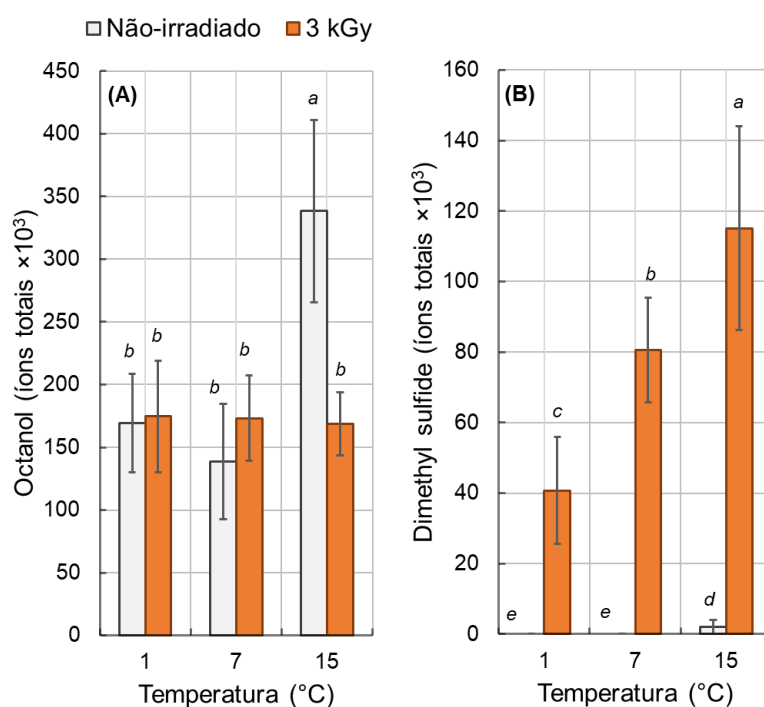 Não-irradiado 3 kGy
(A)
Octanol (íons totais ×10³)
450
400
350
300
250
200
150
100
50
0
b b b b a b
1 7 15
Temperatura (°C)
(B)
Dimethyl sulfide (íons totais ×10³)
160
140
120
100
80
60
40
20
0
e c e b d a
1 7 15
Temperatura (°C)